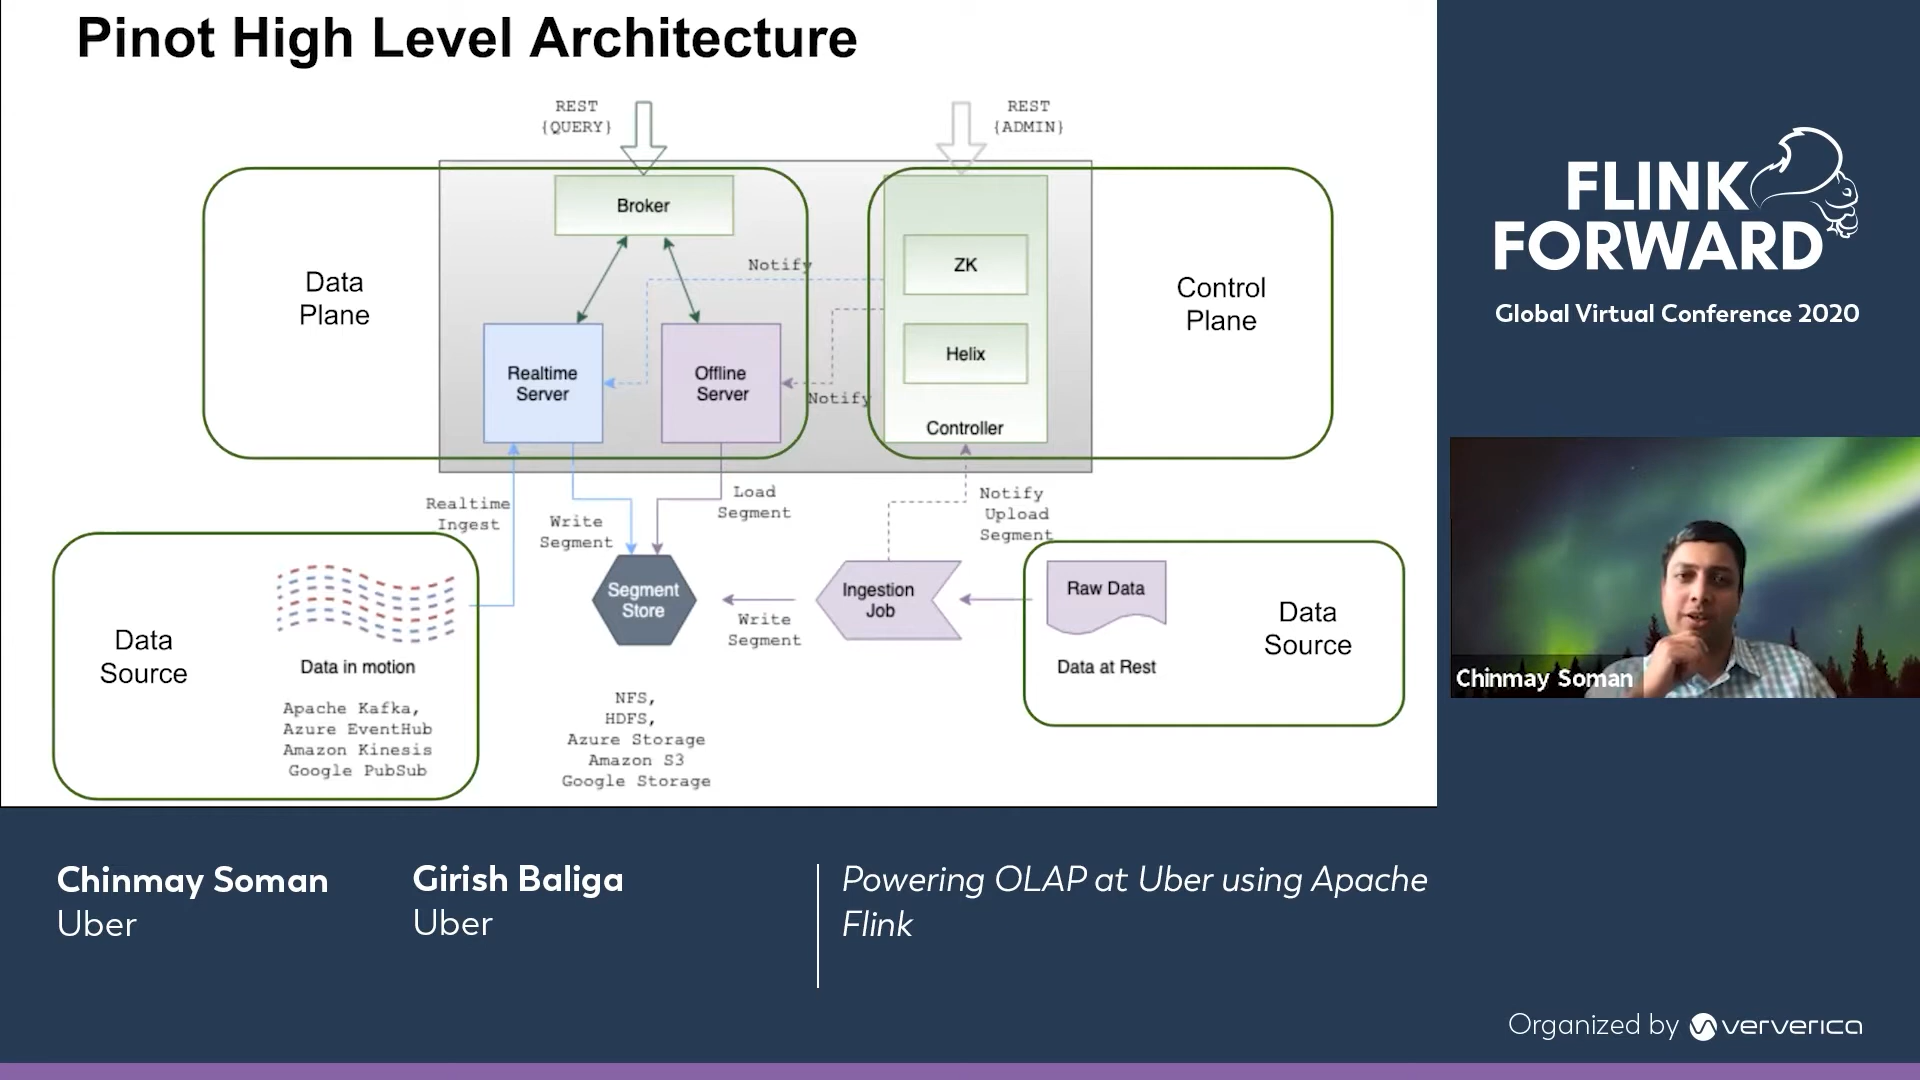 Pinot High Level Architecture
REST
{QUERY}
REST
{ADMIN}
Broker
Data
Plane
Notify
ZK
Control
Plane
Realtime
Server
Offline
Server
Helix
Notify
Controller
Realtime
Ingest
Write
Segment
Load
Segment
Notify
Upload
Segment
Data
Source
Data in motion
Apache Kafka,
Azure EventHub
Amazon Kinesis
Google PubSub
Segment
Store
NFS,
HDFS,
Azure Storage
Amazon S3
Google Storage
Write
Segment
Ingestion
Job
Raw Data
Data at Rest
Data
Source
FLINK
FORWARD
Global Virtual Conference 2020
Chinmay Soman
Chinmay Soman
Uber
Girish Baliga
Uber
Powering OLAP at Uber using Apache
Flink
Organized by ververica